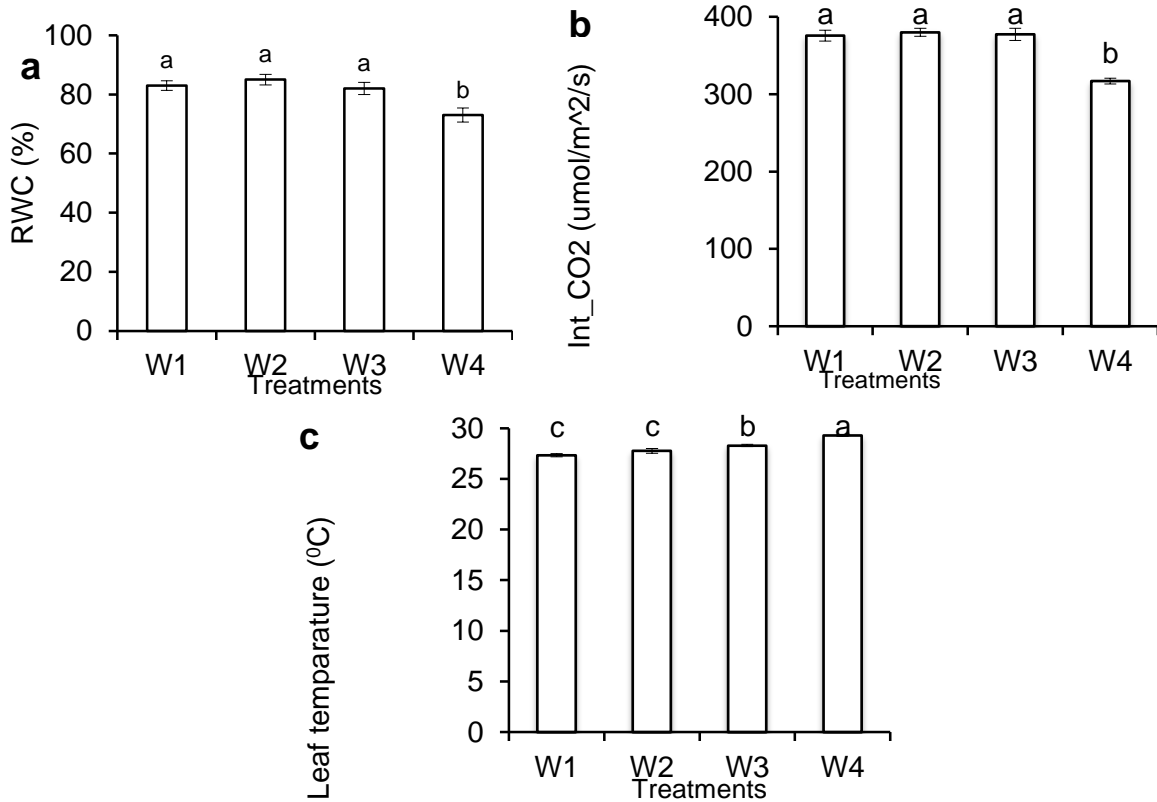 a
RWC (%)
100
80
60
40
20
0
a
a
a
b
W1
W2
W3
W4
Treatments
b
Int_CO2 (umol/m^2/s)
400
300
200
100
0
a
a
a
b
W1
W2
W3
W4
Treatments
c
Leaf temparature (⁰C)
30
25
20
15
10
5
0
c
c
b
a
W1
W2
W3
W4
Treatments